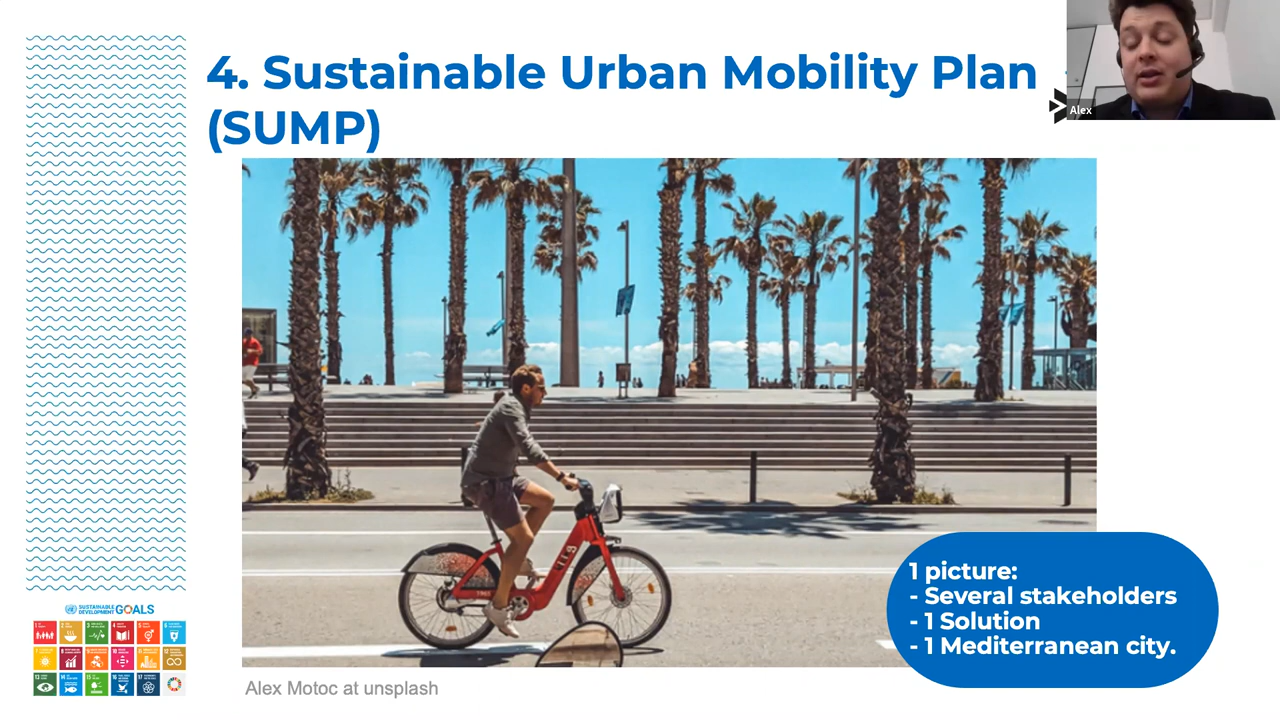 4. Sustainable Urban Mobility Plan
(SUMP)
Alex
1 picture:
- Several stakeholders
- 1 Solution
- 1 Mediterranean city.
Alex Motoc at unsplash
SUSTAINABLE
DEVELOPMENT GOALS